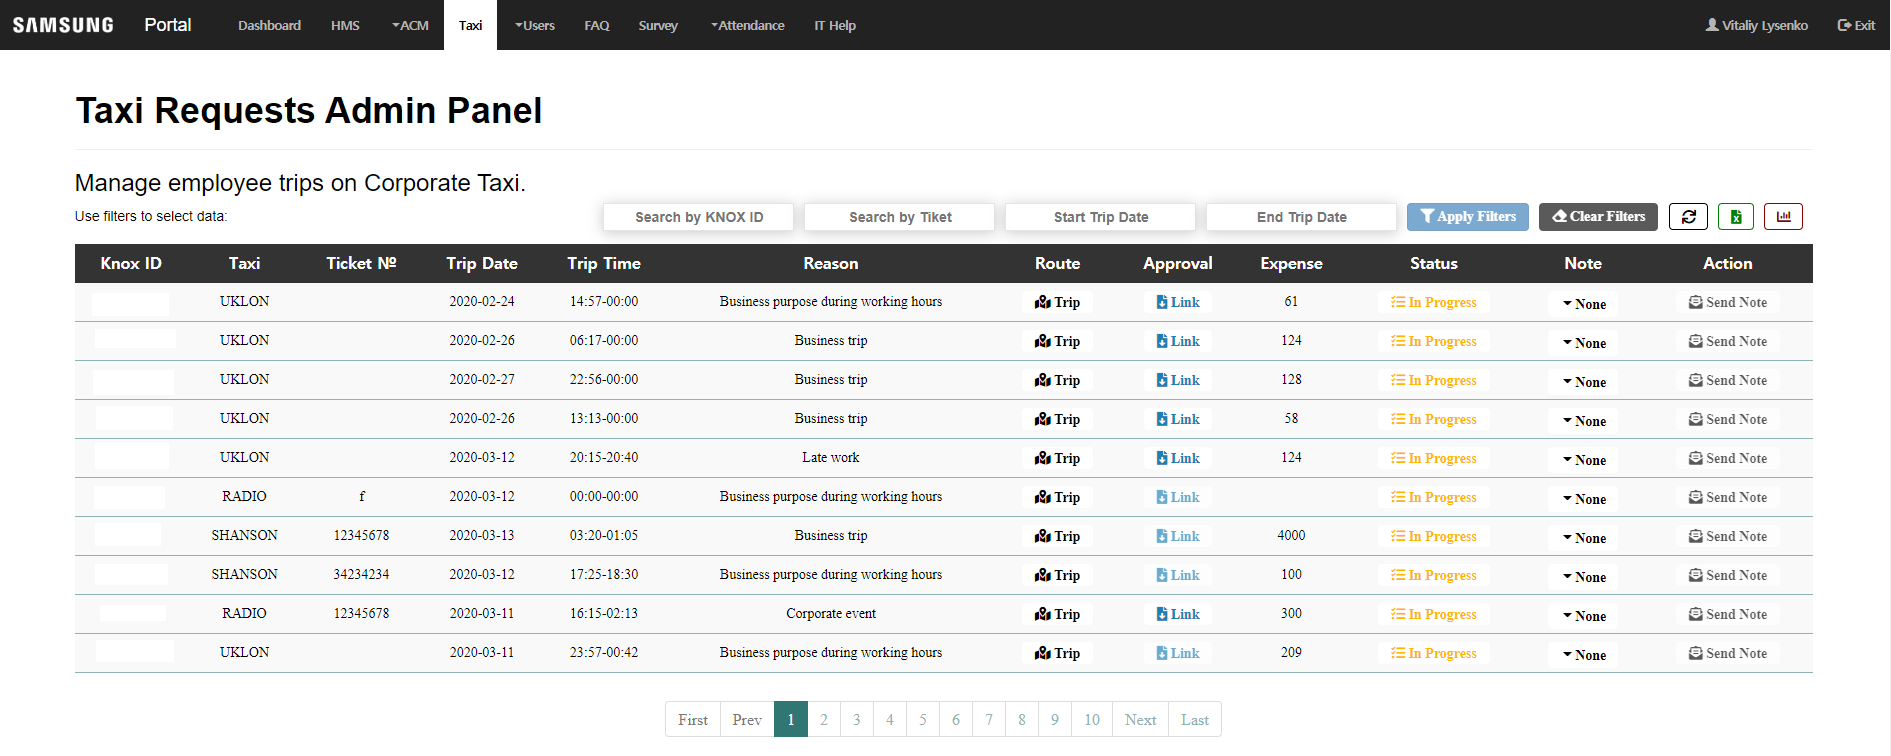 SAMSUNG Portal Dashboard HMS ACM Taxi Users FAQ Survey Attendance IT Help Vitaliy Lysenko Exit
Taxi Requests Admin Panel
Manage employee trips on Corporate Taxi.
Use filters to select data: Search by KNOX ID Search by Tiket Start Trip Date End Trip Date Apply Filters Clear Filters
Knox ID Taxi Ticket № Trip Date Trip Time Reason Route Approval Expense Status Note Action
UKLON 2020-02-24 14:57-00:00 Business purpose during working hours Trip Link 61 In Progress None Send Note
UKLON 2020-02-26 06:17-00:00 Business trip Trip Link 124 In Progress None Send Note
UKLON 2020-02-27 22:56-00:00 Business trip Trip Link 128 In Progress None Send Note
UKLON 2020-02-26 13:13-00:00 Business trip Trip Link 58 In Progress None Send Note
UKLON 2020-03-12 20:15-20:40 Late work Trip Link 124 In Progress None Send Note
RADIO f 2020-03-12 00:00-00:00 Business purpose during working hours Trip Link In Progress None Send Note
SHANSON 12345678 2020-03-13 03:20-01:05 Business trip Trip Link 4000 In Progress None Send Note
SHANSON 34234234 2020-03-12 17:25-18:30 Business purpose during working hours Trip Link 100 In Progress None Send Note
RADIO 12345678 2020-03-11 16:15-02:13 Corporate event Trip Link 300 In Progress None Send Note
UKLON 2020-03-11 23:57-00:42 Business purpose during working hours Trip Link 209 In Progress None Send Note
First Prev 1 2 3 4 5 6 7 8 9 10 Next Last